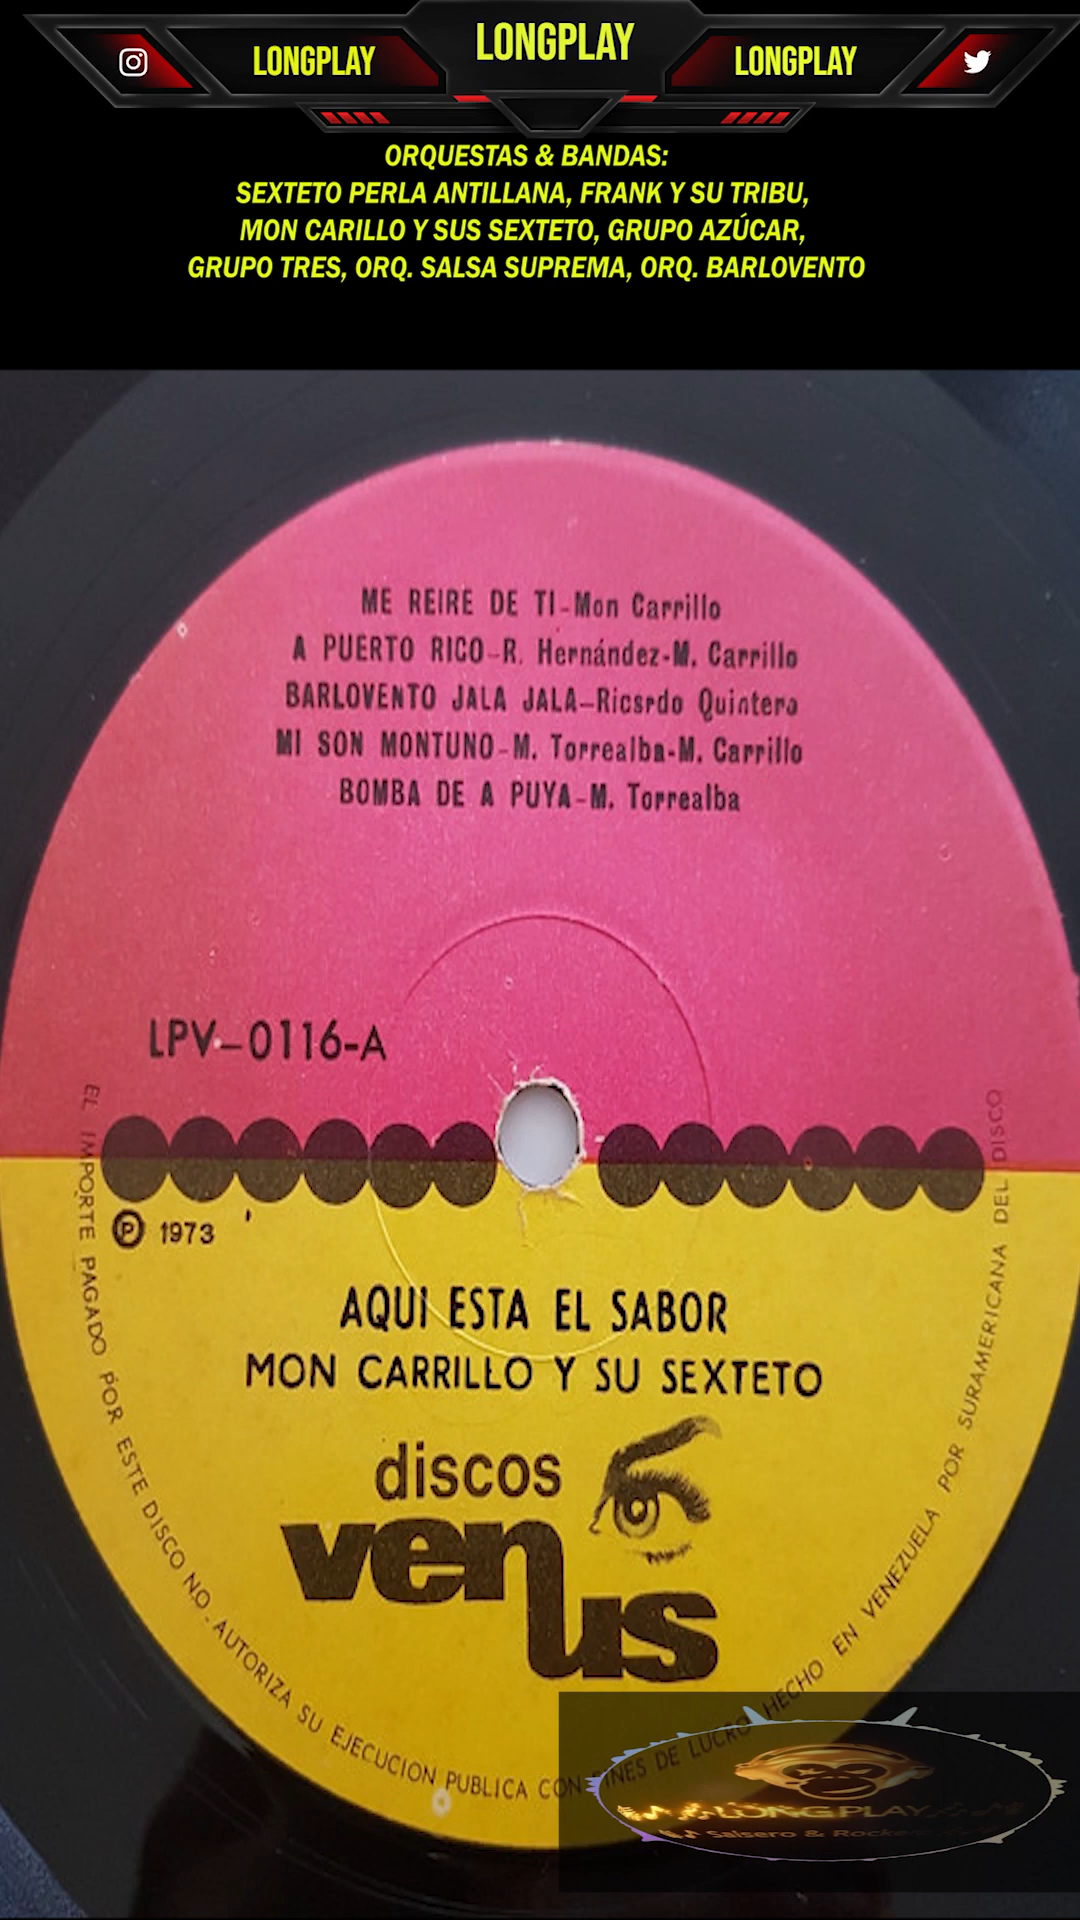 LONGPLAY LONGPLAY LONGPLAY
ORQUESTAS & BANDAS:
SEXTETO PERLA ANTILLANA, FRANK Y SU TRIBU,
MON CARILLO Y SUS SEXTETO, GRUPO AZÚCAR,
GRUPO TRES, ORQ. SALSA SUPREMA, ORQ. BARLOVENTO
ME REIRE DE TI-Mon Carrillo
A PUERTO RICO-R. Hernández-M. Carrillo
BARLOVENTO JALA JALA-Ricsrdo Quintero
MI SON MONTUNO-M. Torrealba-M. Carrillo
BOMBA DE A PUYA-M. Torrealba
LPV-0116-A
℗ 1973
AQUI ESTA EL SABOR
MON CARRILLO Y SU SEXTETO
discos
venus
EL IMPORTE PAGADO POR ESTE DISCO NO. AUTORIZA SU EJECUCION PUBLICA CON FINES DE LUCRO HECHO EN VENEZUELA POR SURAMERICANA DEL DISCO
LONGPLAY
Salsero & Rocke